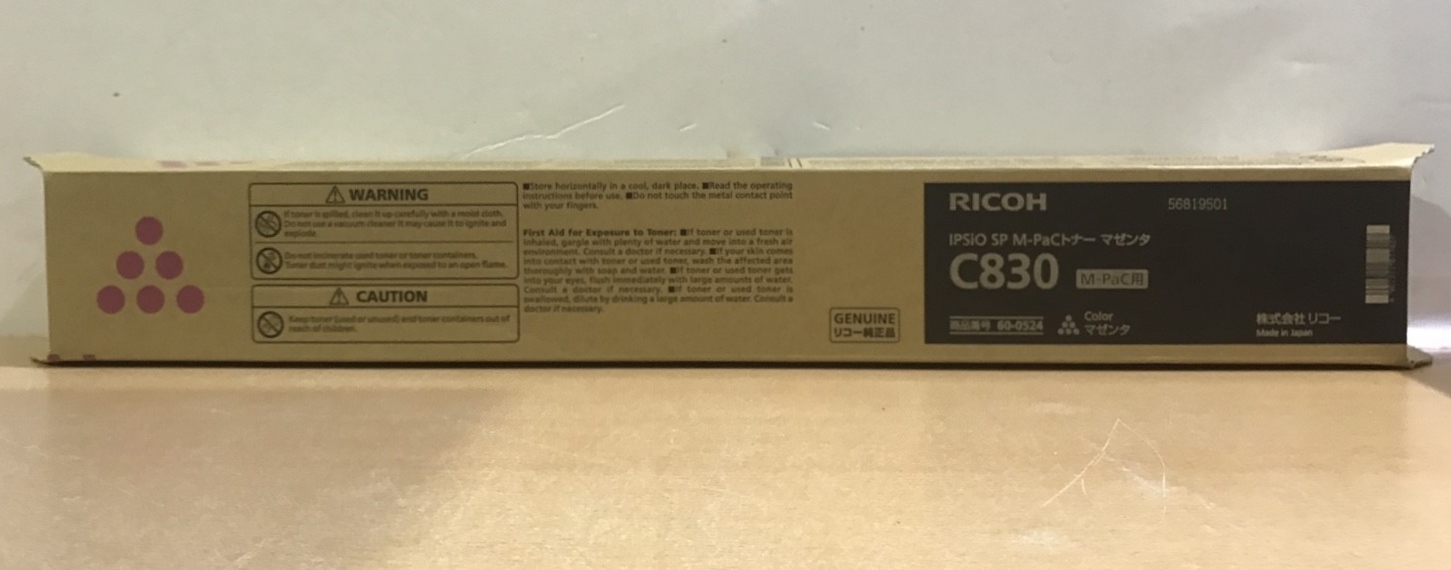 WARNING
If toner is spilled, clean it up carefully with a moist cloth.
Do not use a vacuum cleaner it may cause it to ignite and
explode.
Do not incinerate used toner or toner containers.
Toner dust might ignite when exposed to an open flame.
CAUTION
Keep toner (used or unused) and toner containers out of
reach of children.
■Store horizontally in a cool, dark place. ■Read the operating
instructions before use. ■Do not touch the metal contact point
with your fingers.
First Aid for Exposure to Toner: ■If toner or used toner is
inhaled, gargle with plenty of water and move into a fresh air
environment. Consult a doctor if necessary. ■If your skin comes
into contact with toner or used toner, wash the affected area
thoroughly with soap and water. ■If toner or used toner gets
into your eyes, flush immediately with large amounts of water.
Consult a doctor if necessary. ■If toner or used toner is
swallowed, dilute by drinking a large amount of water. Consult a
doctor if necessary.
GENUINE
リコー純正品
RICOH
56819501
IPSiO SP M-PaCトナー マゼンタ
C830 M-PaC用
商品番号 60-0524
Color
マゼンタ
株式会社 リコー
Made in Japan